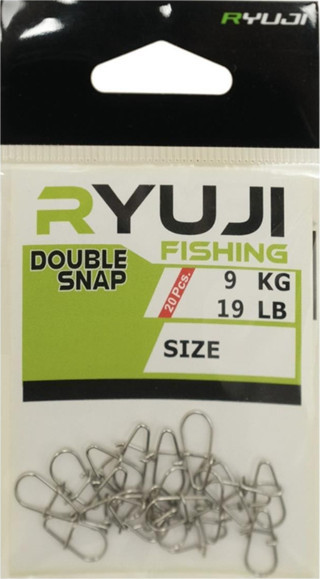 RYUJI
RYUJI
FISHING
DOUBLE
SNAP
20 Pcs.
9 KG
19 LB
SIZE